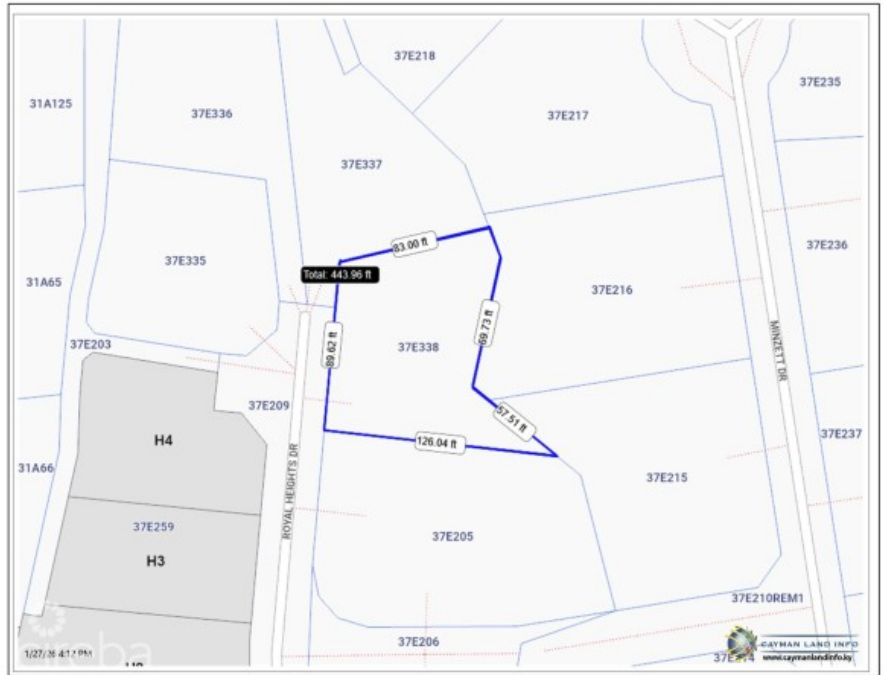 37E218
37E235
31A125
37E336
37E217
37E337
83.00 ft
37E236
37E335
Total: 443.96 ft
31A65
37E216
69.73 ft
MINZETT DR
37E203
89.62 ft
37E338
37E209
57.51 ft
37E237
H4
126.04 ft
31A66
ROYAL HEIGHTS DR
37E215
37E259
37E205
H3
37E210REM1
37E206
CAYMAN LAND INFO
www.caymanlandinfo.ky